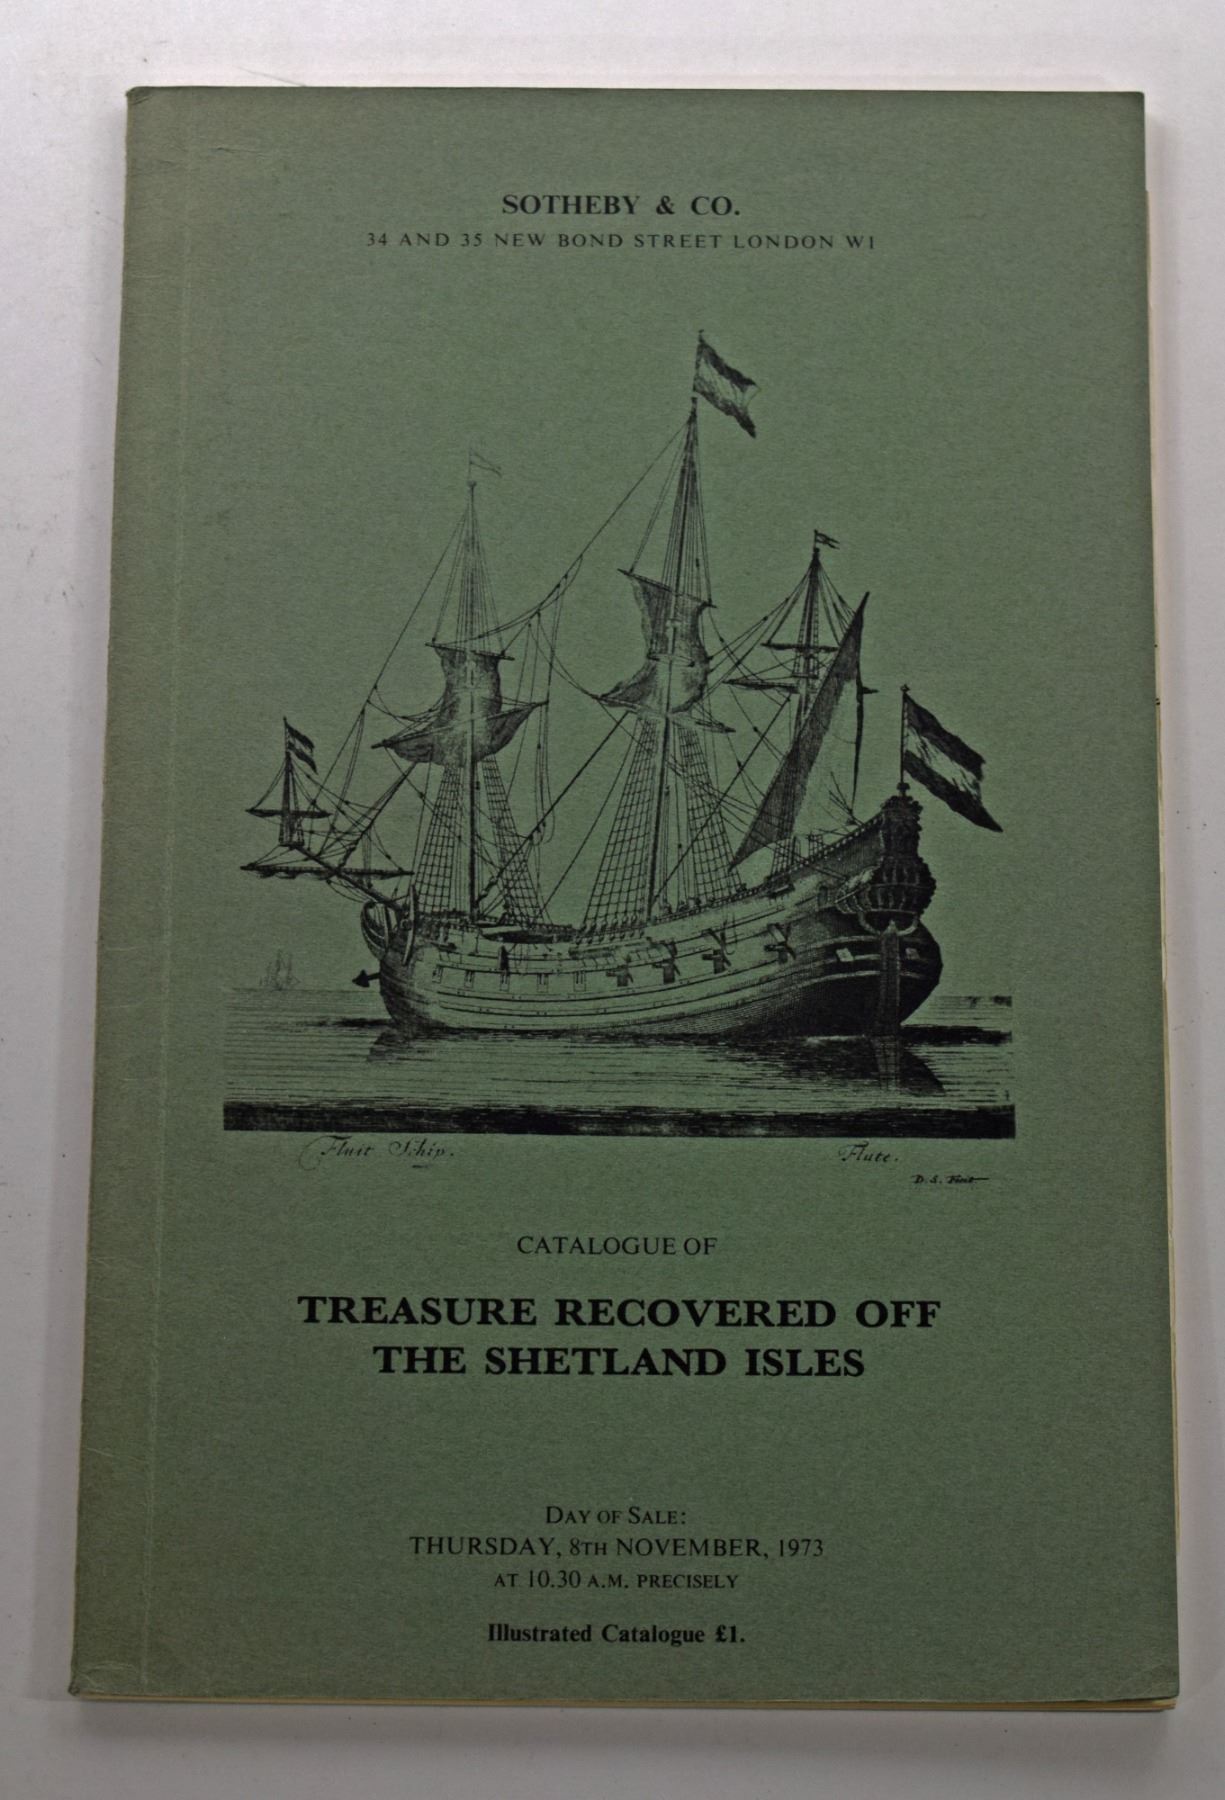 SOTHEBY & CO.
34 AND 35 NEW BOND STREET LONDON W1
Fluit Schip.
Flute.
D. S. Fecit
CATALOGUE OF
TREASURE RECOVERED OFF
THE SHETLAND ISLES
DAY OF SALE:
THURSDAY, 8TH NOVEMBER, 1973
AT 10.30 A.M. PRECISELY
Illustrated Catalogue £1.